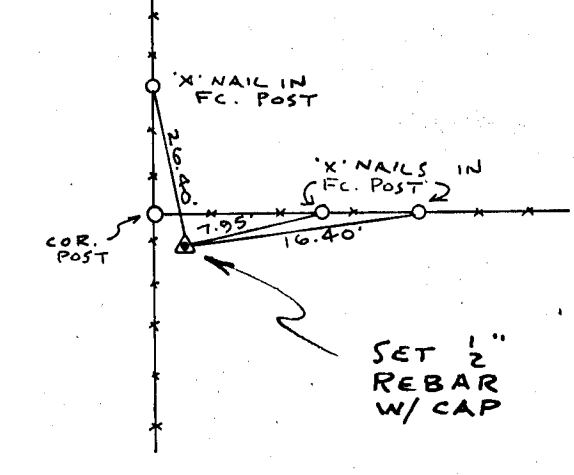 'X' NAIL IN
FC. POST
26.40'
'X' NAILS IN
FC. POST
7.95'
16.40'
COR.
POST
SET 1/2"
REBAR
W/ CAP